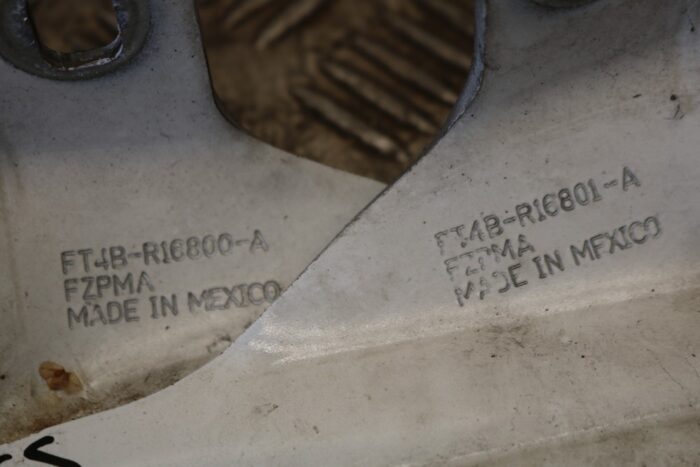 FT4B-R16800-A
FZPMA
MADE IN MEXICO
FT4B-R16801-A
FZPMA
MADE IN MEXICO